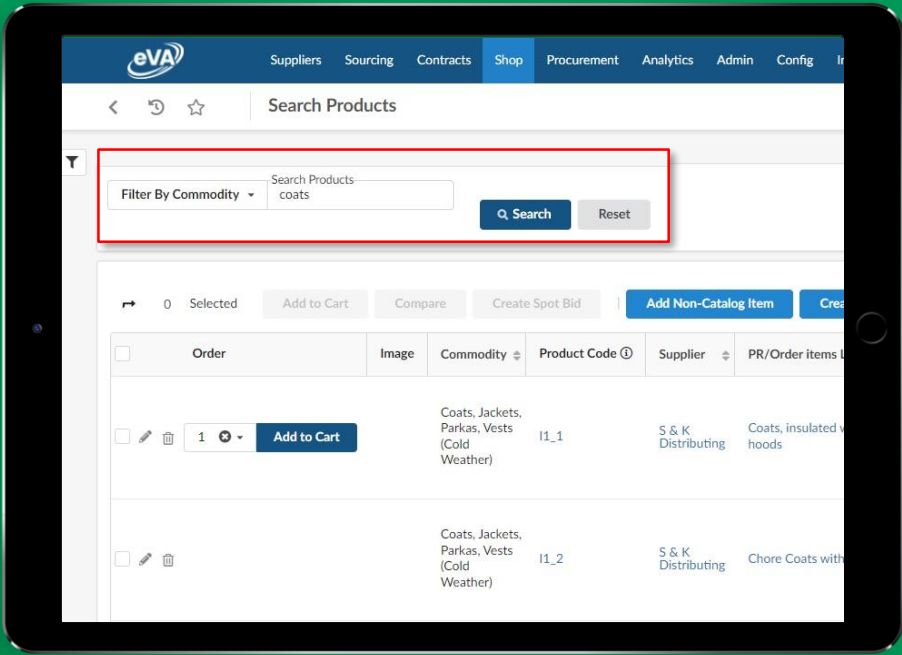 eVA
Suppliers Sourcing Contracts Shop Procurement Analytics Admin Config
Search Products
Filter By Commodity
Search Products
coats
Search Reset
0 Selected Add to Cart Compare Create Spot Bid Add Non-Catalog Item Crea
Order Image Commodity Product Code Supplier PR/Order items L
1 Add to Cart
Coats, Jackets,
Parkas, Vests
(Cold
Weather)
I1_1
S & K
Distributing
Coats, insulated
hoods
Coats, Jackets,
Parkas, Vests
(Cold
Weather)
I1_2
S & K
Distributing
Chore Coats with